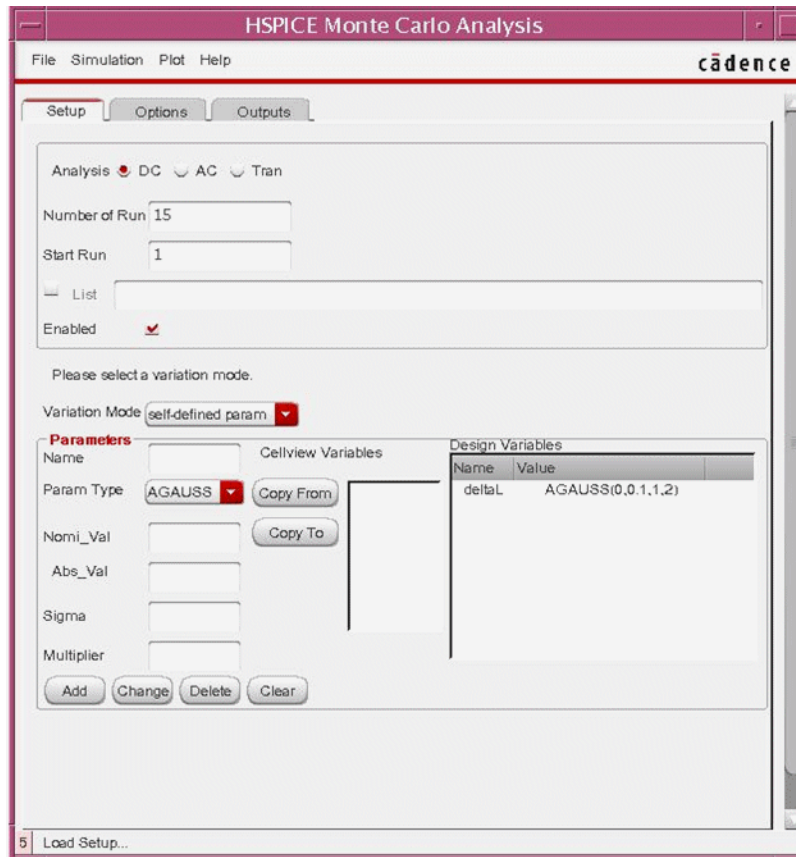 HSPICE Monte Carlo Analysis
File Simulation Plot Help
cādence
Setup Options Outputs
Analysis DC AC Tran
Number of Run 15
Start Run 1
List
Enabled
Please select a variation mode.
Variation Mode self-defined param
Parameters
Name
Cellview Variables
Design Variables
Name Value
Param Type AGAUSS
Copy From
deltaL AGAUSS(0,0.1,1,2)
Nomi_Val
Copy To
Abs_Val
Sigma
Multiplier
Add Change Delete Clear
5 Load Setup...